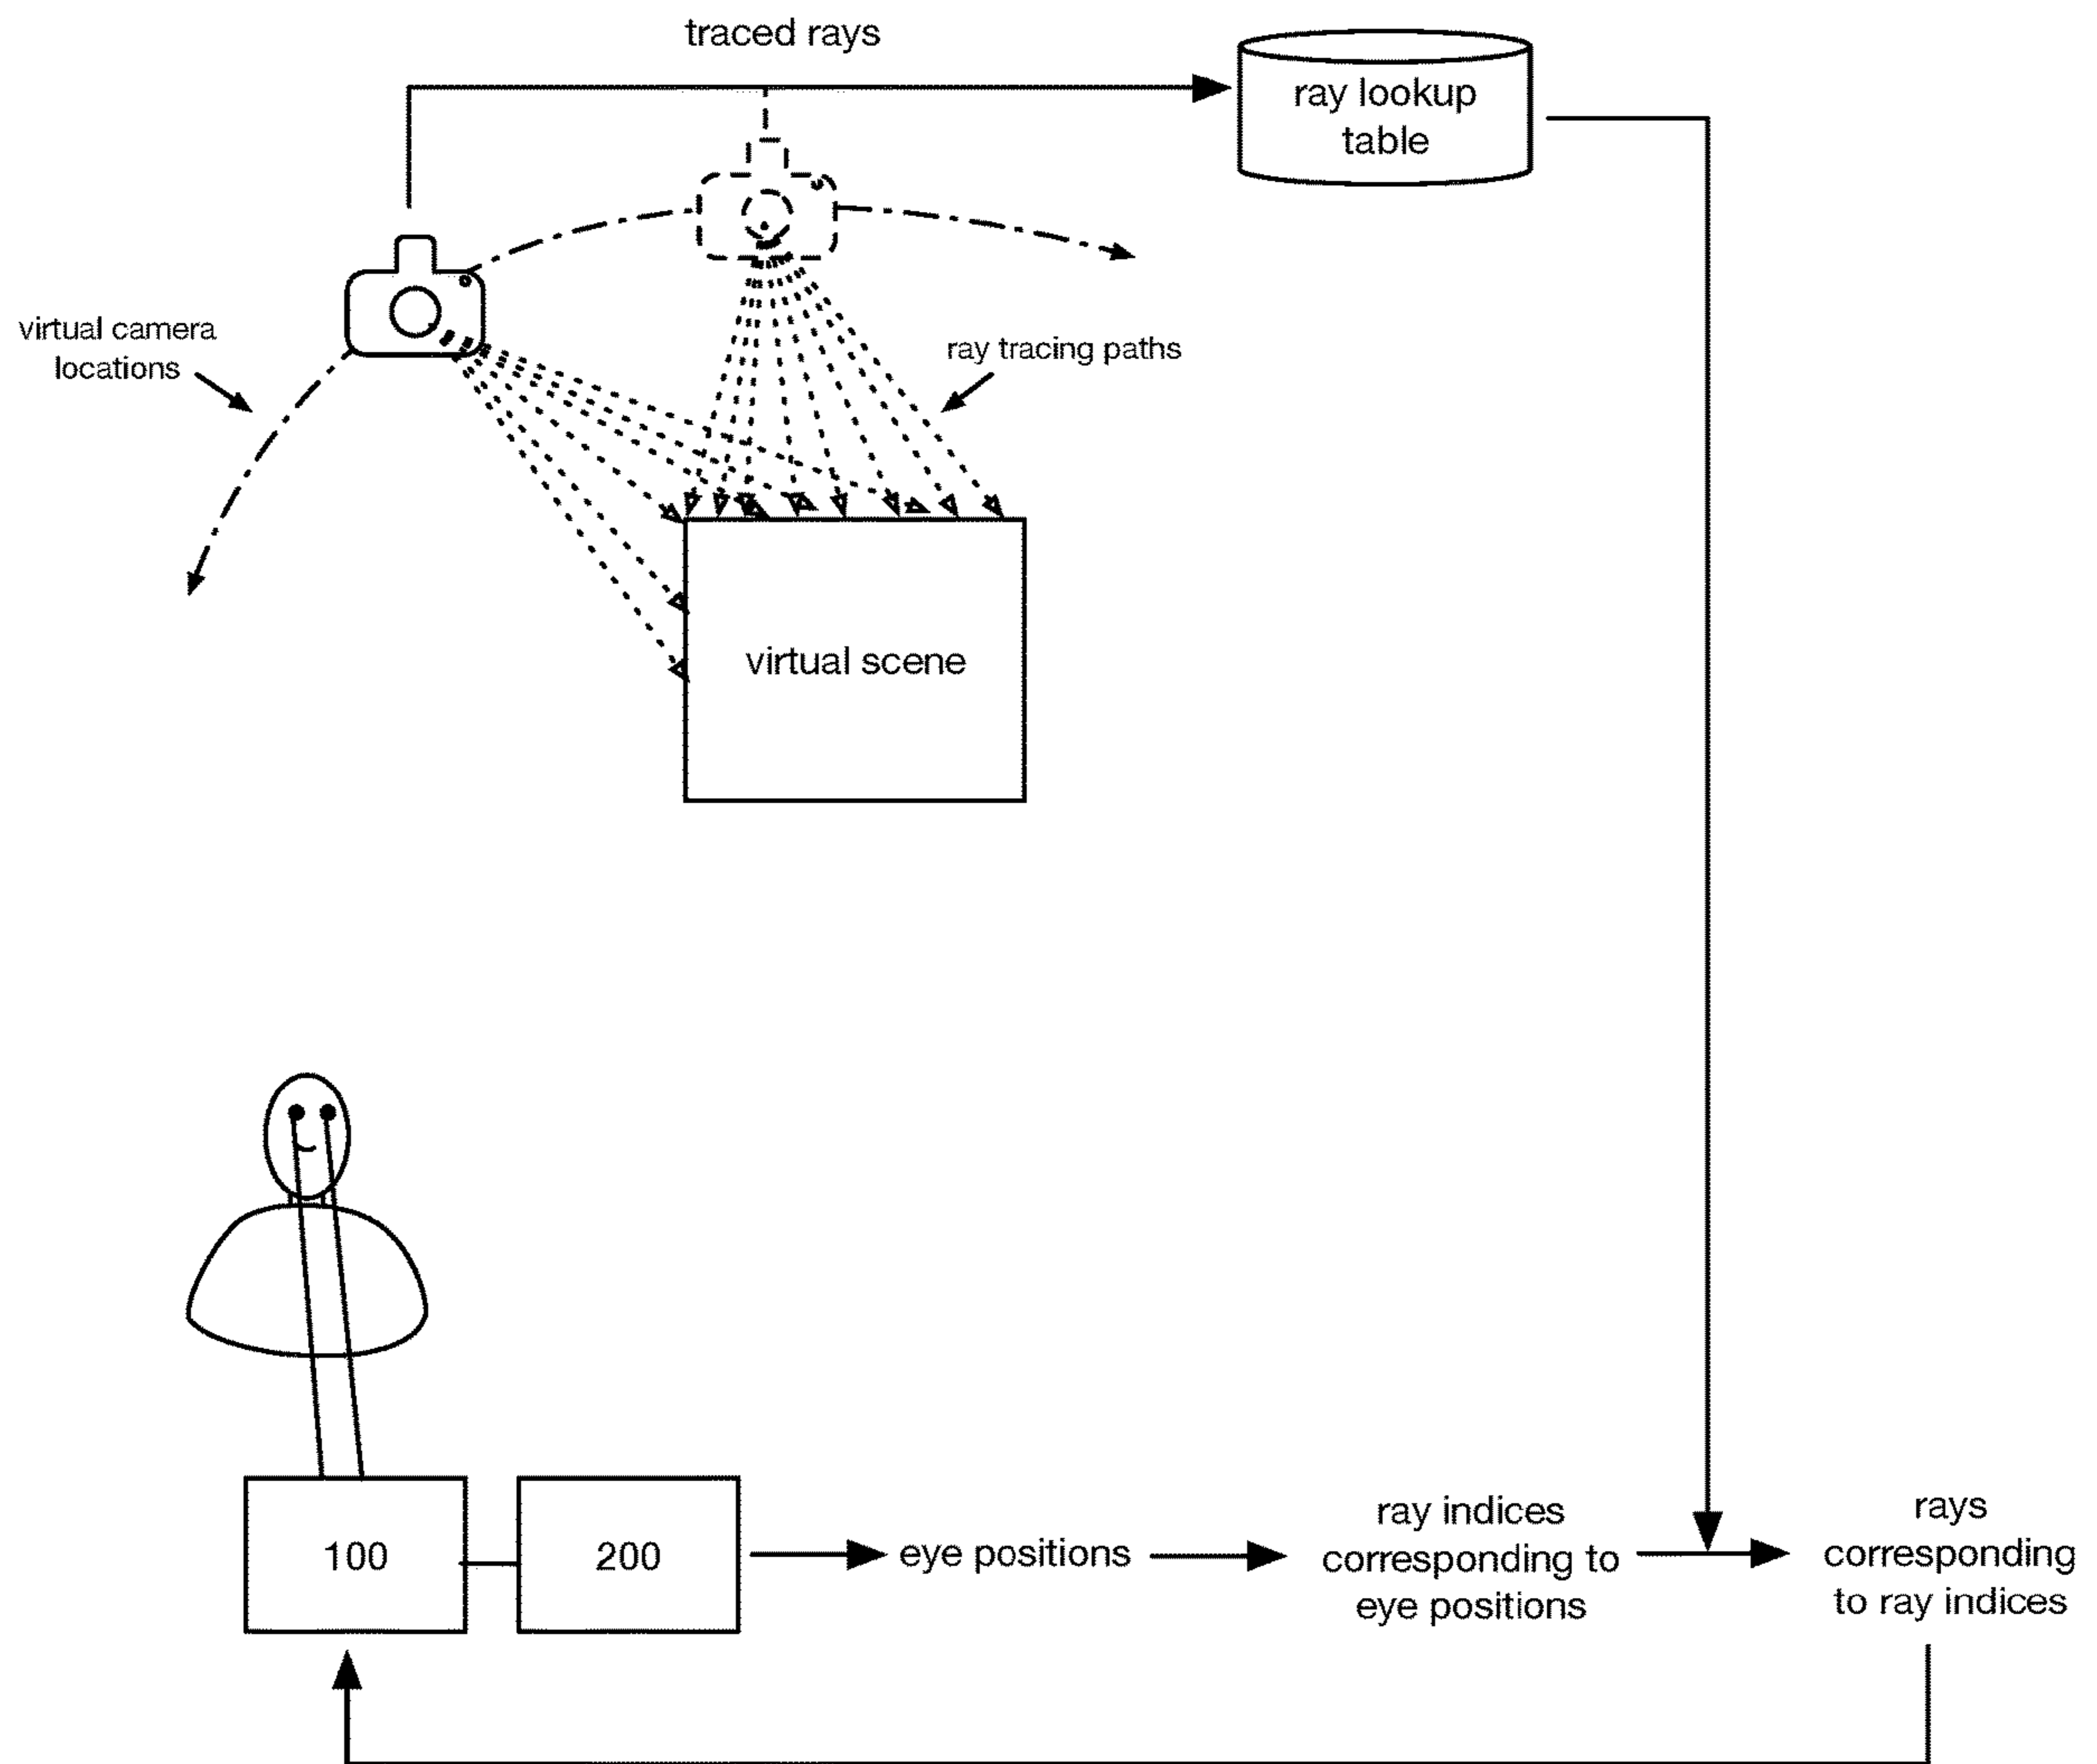 traced rays
ray lookup
table
virtual camera
locations
ray tracing paths
virtual scene
100
200
eye positions
ray indices
corresponding to
eye positions
rays
corresponding
to ray indices